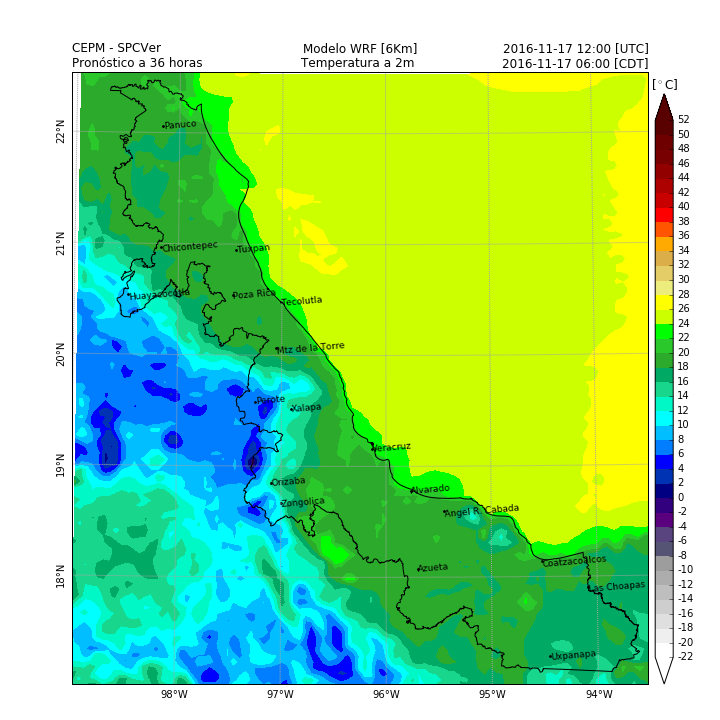 CEPM - SPCVer
Modelo WRF [6Km]
2016-11-17 12:00 [UTC]
Pronóstico a 36 horas
Temperatura a 2m
2016-11-17 06:00 [CDT]
[°C]
22°N
21°N
20°N
19°N
18°N
Panuco
Chicontepec
Tuxpan
Huayacocotla
Poza Rica
Tecolutla
Mtz de la Torre
Perote
Xalapa
Veracruz
Orizaba
Alvarado
Zongolica
Angel R. Cabada
Azueta
Coatzacoalcos
Las Choapas
Uxpanapa
98°W
97°W
96°W
95°W
94°W
52
50
48
46
44
42
40
38
36
34
32
30
28
26
24
22
20
18
16
14
12
10
8
6
4
2
0
-2
-4
-6
-8
-10
-12
-14
-16
-18
-20
-22